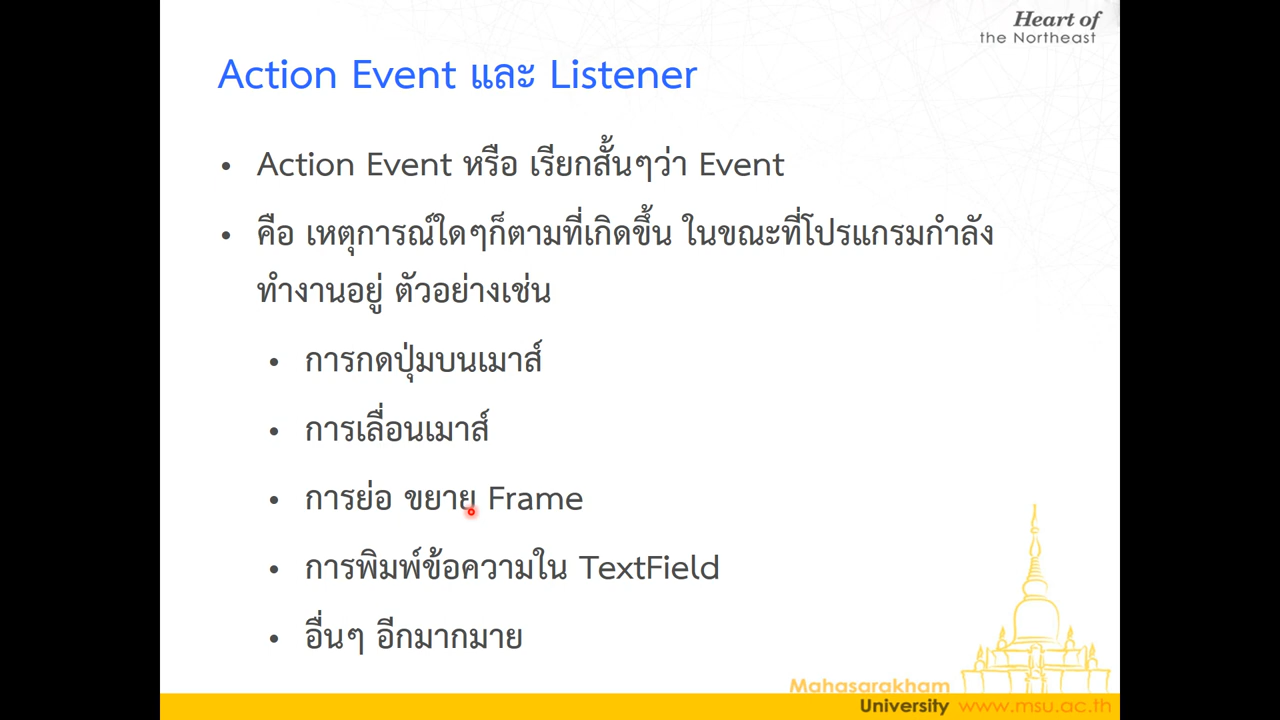 Heart of
the Northeast
Action Event และ Listener
• Action Event หรือ เรียกสั้นๆว่า Event
• คือ เหตุการณ์ใดๆก็ตามที่เกิดขึ้น ในขณะที่โปรแกรมกำลัง
ทำงานอยู่ ตัวอย่างเช่น
• การกดปุ่มบนเมาส์
• การเลื่อนเมาส์
• การย่อ ขยาย Frame
• การพิมพ์ข้อความใน TextField
• อื่นๆ อีกมากมาย
Mahasarakham
University www.msu.ac.th